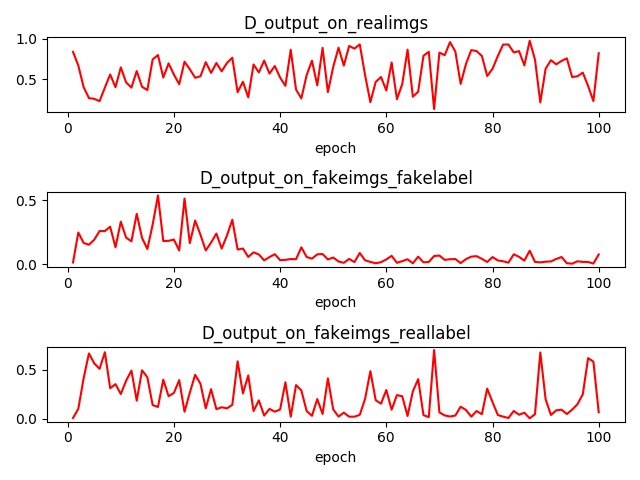 D_output_on_realimgs
1.0
0.5
0 20 40 60 80 100
epoch
D_output_on_fakeimgs_fakelabel
0.5
0.0
0 20 40 60 80 100
epoch
D_output_on_fakeimgs_reallabel
0.5
0.0
0 20 40 60 80 100
epoch